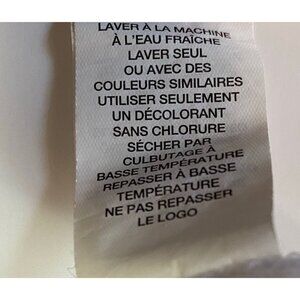 LAVER À LA MACHINE
À L'EAU FRAÎCHE
LAVER SEUL
OU AVEC DES
COULEURS SIMILAIRES
UTILISER SEULEMENT
UN DÉCOLORANT
SANS CHLORURE
SÉCHER PAR
CULBUTAGE À
BASSE TEMPÉRATURE
REPASSER À BASSE
TEMPÉRATURE
NE PAS REPASSER
LE LOGO